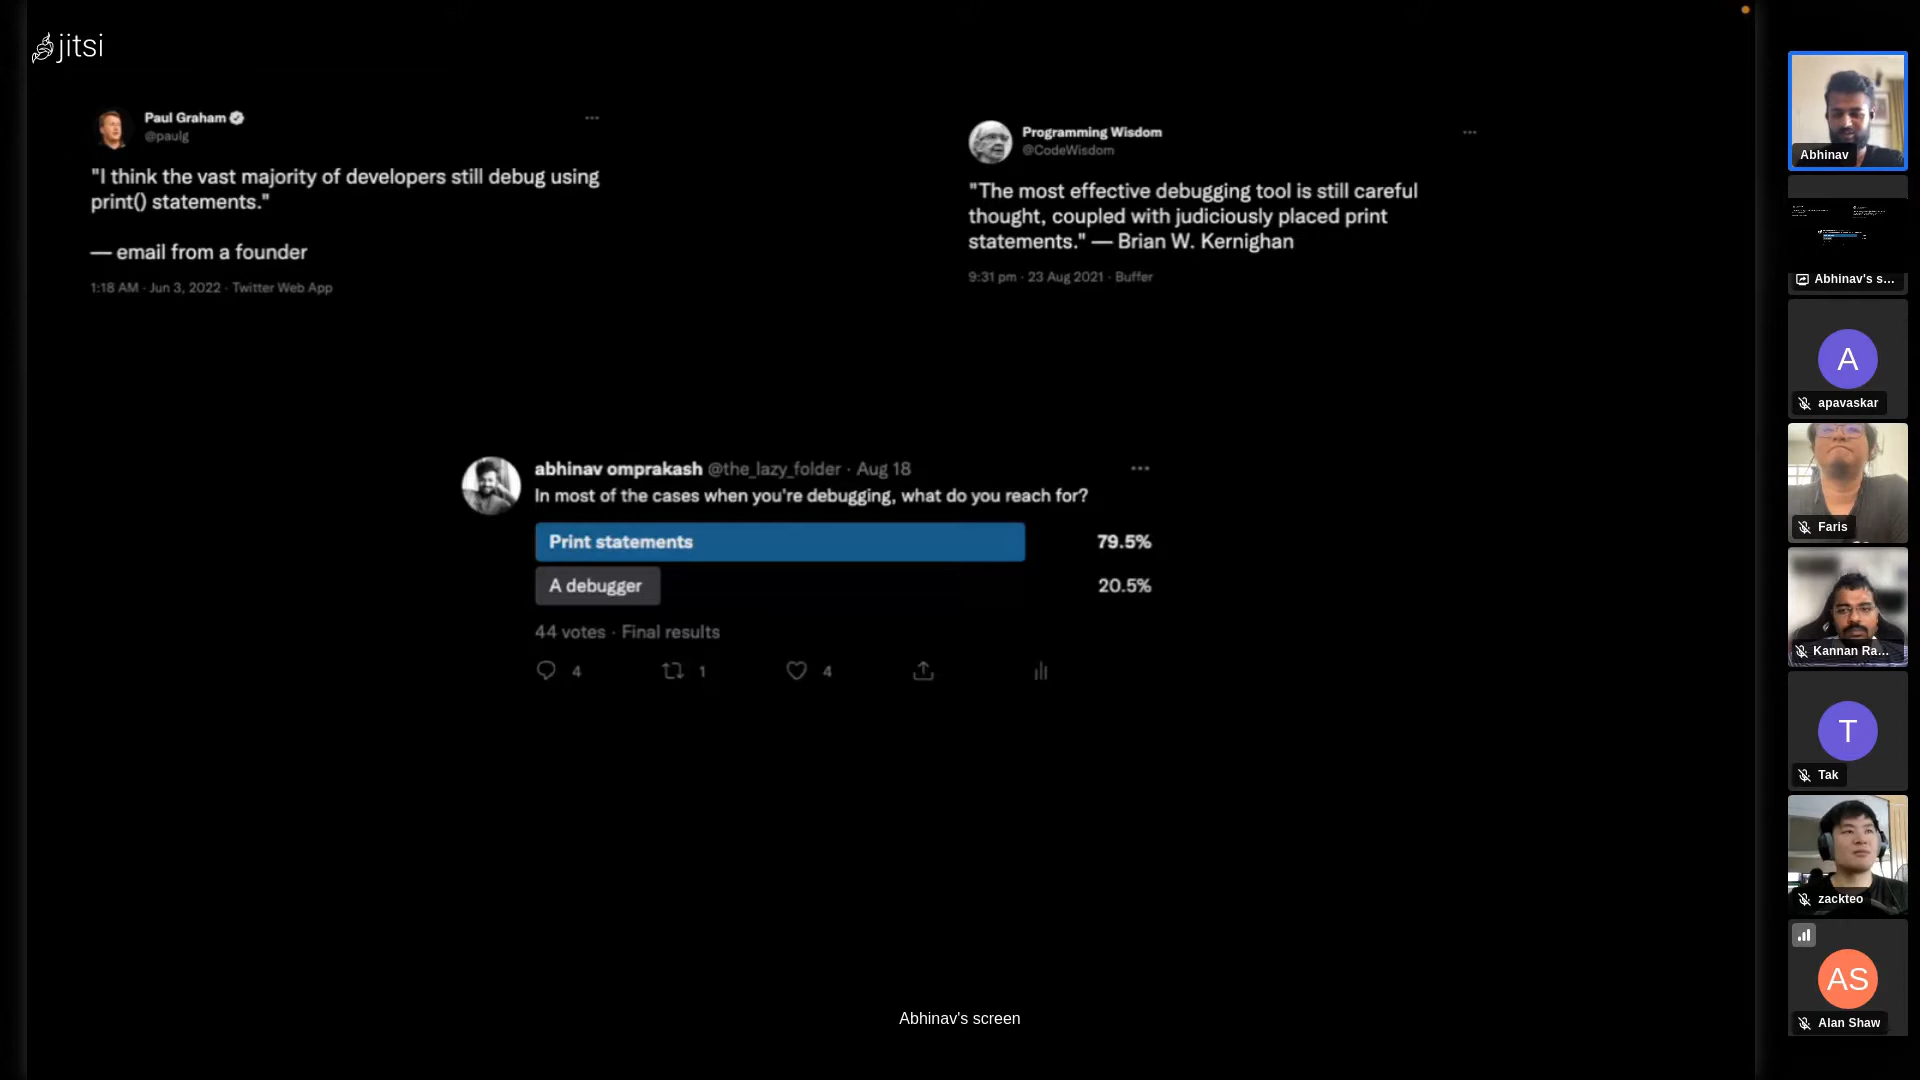 jitsi
Paul Graham
@paulg
"I think the vast majority of developers still debug using
print() statements."
— email from a founder
1:18 AM · Jun 3, 2022 · Twitter Web App
Programming Wisdom
@CodeWisdom
"The most effective debugging tool is still careful
thought, coupled with judiciously placed print
statements." — Brian W. Kernighan
9:31 pm · 23 Aug 2021 · Buffer
abhinav omprakash @the_lazy_folder · Aug 18
In most of the cases when you're debugging, what do you reach for?
Print statements 79.5%
A debugger 20.5%
44 votes · Final results
4 1 4
Abhinav's screen
Abhinav
Abhinav's s...
A
apavaskar
Faris
Kannan Ra...
T
Tak
zackteo
AS
Alan Shaw